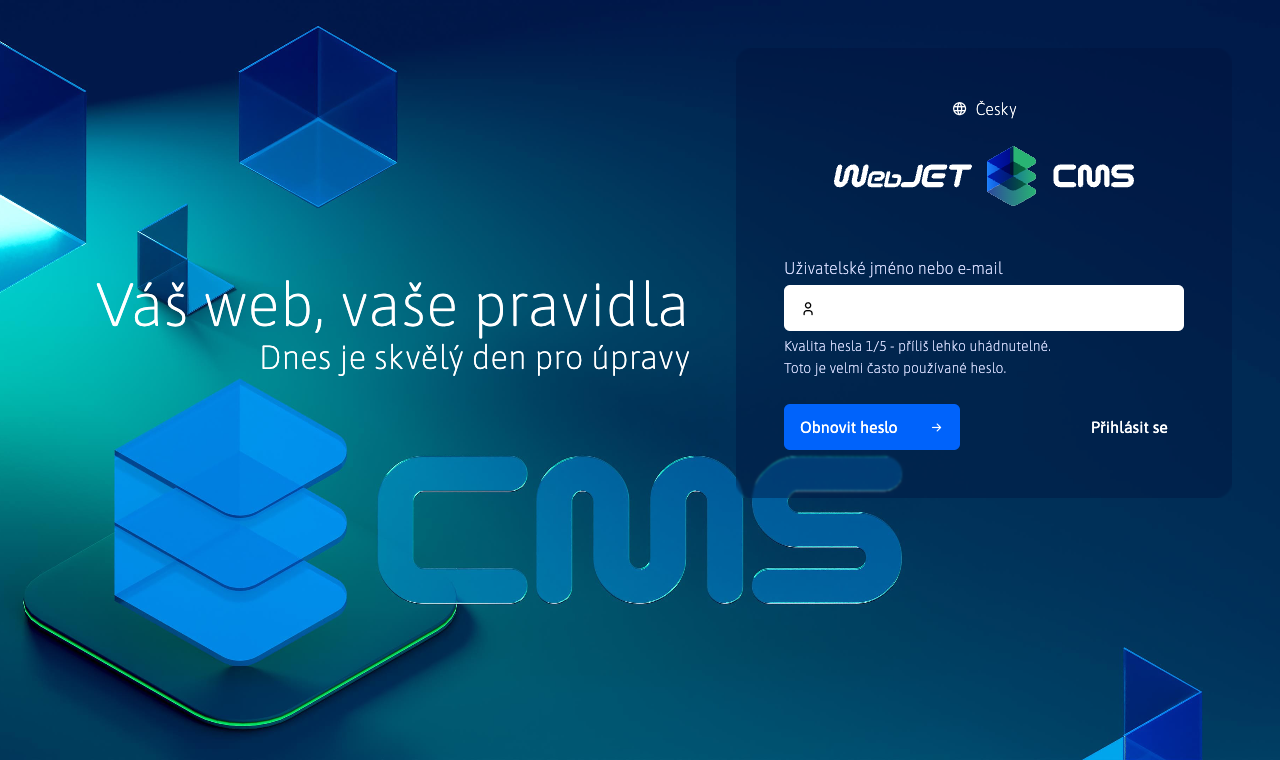 Česky
WebJET CMS
Uživatelské jméno nebo e-mail
Váš web, vaše pravidla
Dnes je skvělý den pro úpravy
Kvalita hesla 1/5 - příliš lehko uhádnutelné.
Toto je velmi často používané heslo.
Obnovit heslo
Přihlásit se
CMS